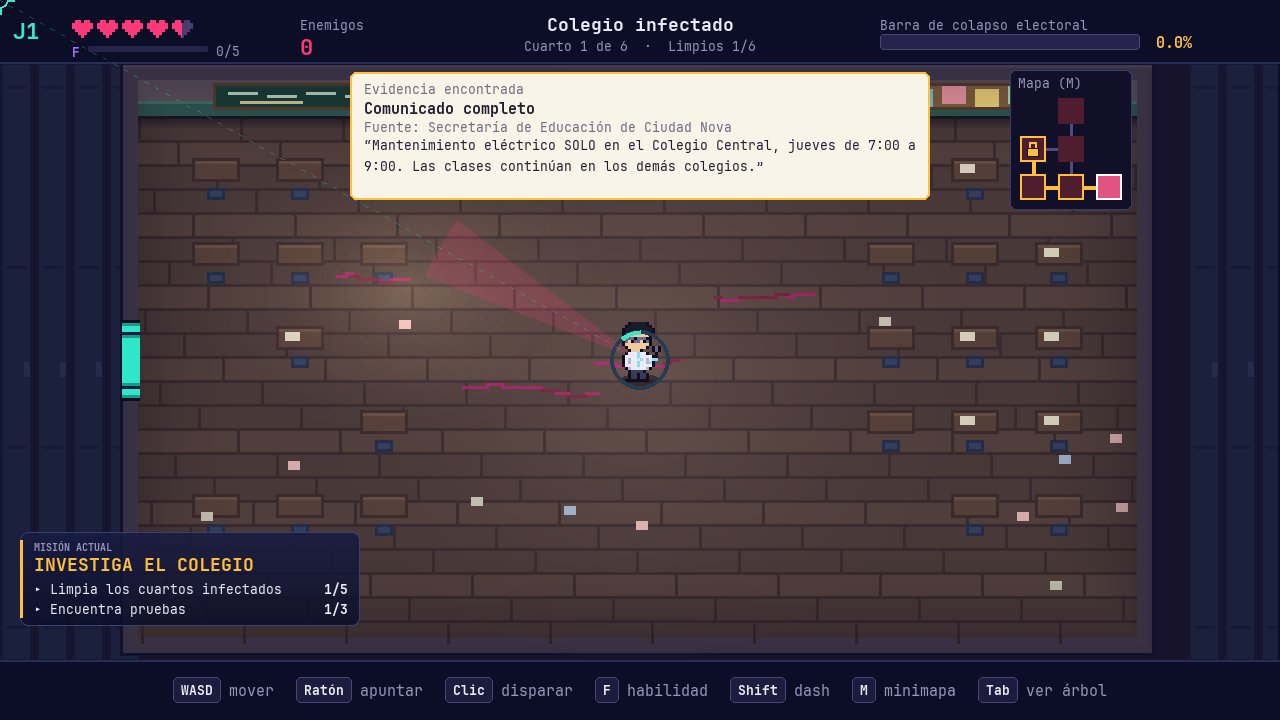 J1
F
0/5
Enemigos
0
Colegio infectado
Cuarto 1 de 6 · Limpios 1/6
Barra de colapso electoral
0.0%
Evidencia encontrada
Comunicado completo
Fuente: Secretaría de Educación de Ciudad Nova
“Mantenimiento eléctrico SOLO en el Colegio Central, jueves de 7:00 a
9:00. Las clases continúan en los demás colegios.”
Mapa (M)
MISIÓN ACTUAL
INVESTIGA EL COLEGIO
▸ Limpia los cuartos infectados 1/5
▸ Encuentra pruebas 1/3
WASD mover Ratón apuntar Clic disparar F habilidad Shift dash M minimapa Tab ver árbol